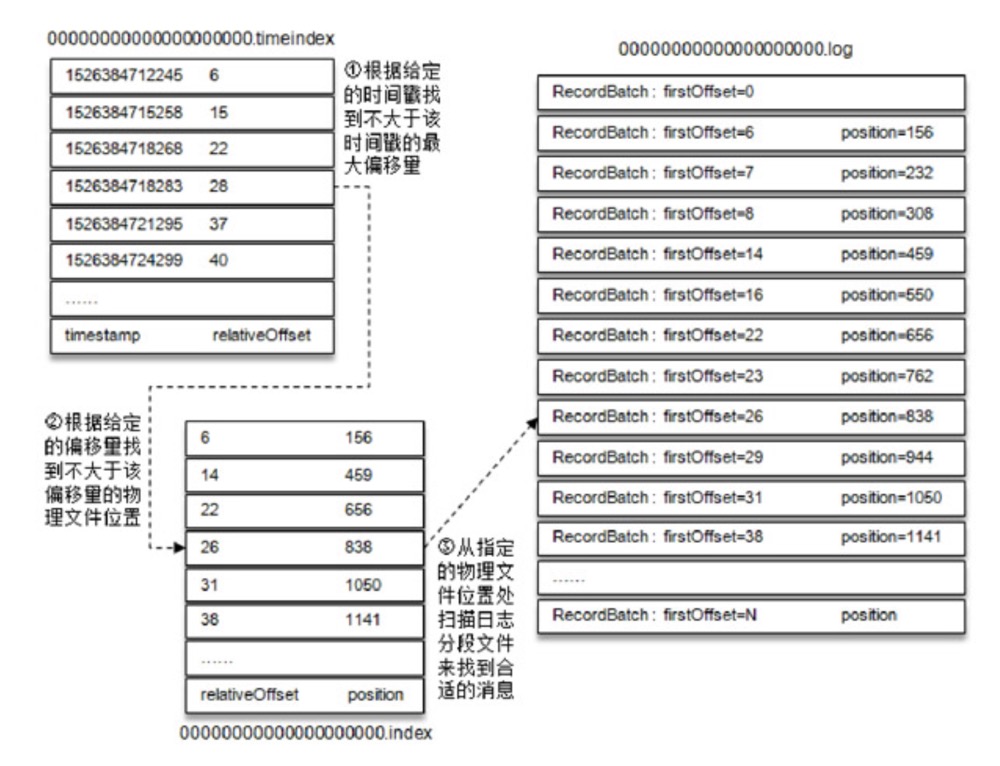 00000000000000000000.timeindex
1526384712245 6
1526384715258 15
1526384718268 22
1526384718283 28
1526384721295 37
1526384724299 40
......
timestamp relativeOffset
①根据给定
的时间戳找
到不大于该
时间戳的最
大偏移量
②根据给定
的偏移量找
到不大于该
偏移量的物
理文件位置
6 156
14 459
22 656
26 838
31 1050
38 1141
......
relativeOffset position
00000000000000000000.index
③从指定
的物理文
件位置处
扫描日志
分段文件
来找到合
适的消息
00000000000000000000.log
RecordBatch: firstOffset=0
RecordBatch: firstOffset=6 position=156
RecordBatch: firstOffset=7 position=232
RecordBatch: firstOffset=8 position=308
RecordBatch: firstOffset=14 position=459
RecordBatch: firstOffset=16 position=550
RecordBatch: firstOffset=22 position=656
RecordBatch: firstOffset=23 position=762
RecordBatch: firstOffset=26 position=838
RecordBatch: firstOffset=29 position=944
RecordBatch: firstOffset=31 position=1050
RecordBatch: firstOffset=38 position=1141
......
RecordBatch: firstOffset=N position